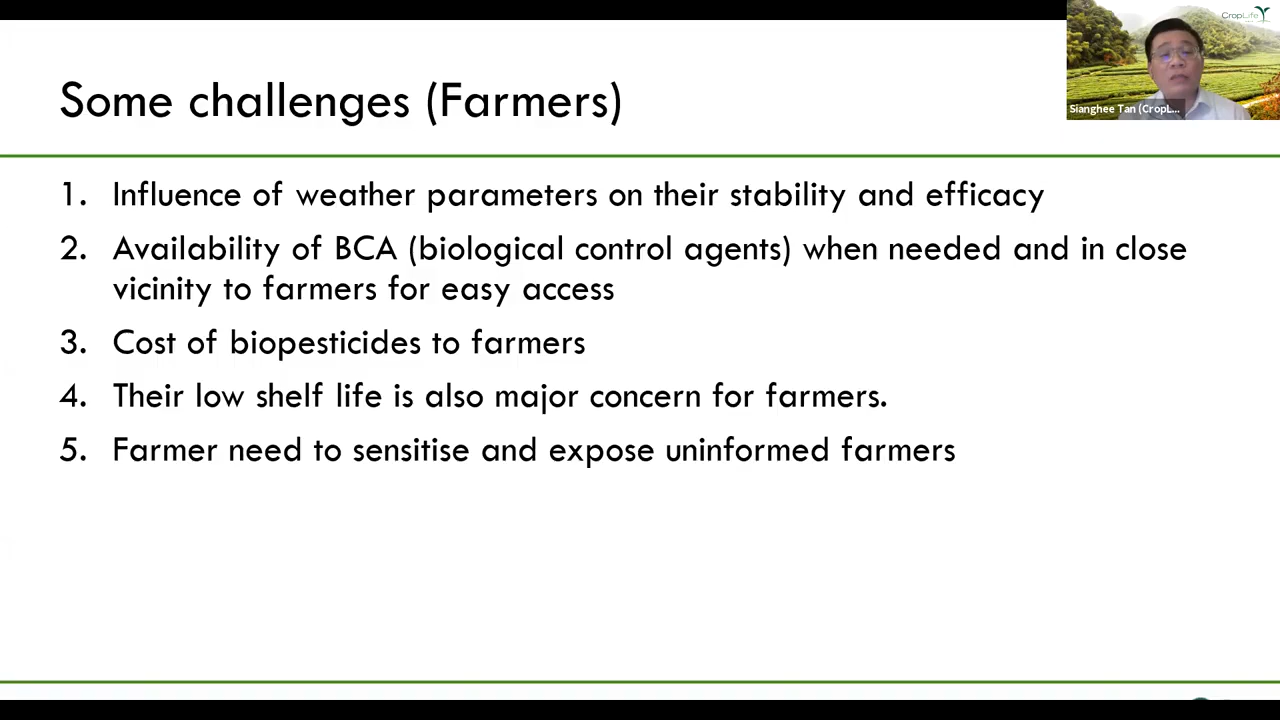 CropLife
Sianghee Tan (CropL...
Some challenges (Farmers)
1. Influence of weather parameters on their stability and efficacy
2. Availability of BCA (biological control agents) when needed and in close
vicinity to farmers for easy access
3. Cost of biopesticides to farmers
4. Their low shelf life is also major concern for farmers.
5. Farmer need to sensitise and expose uninformed farmers